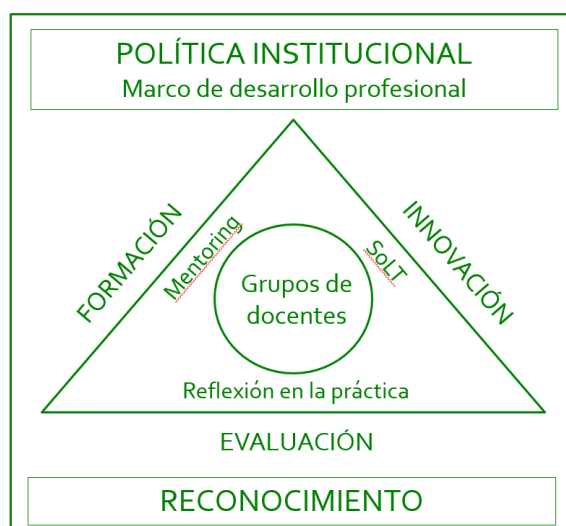 POLÍTICA INSTITUCIONAL
Marco de desarrollo profesional
FORMACIÓN
Mentoring
INNOVACIÓN
SoLT
Grupos de
docentes
Reflexión en la práctica
EVALUACIÓN
RECONOCIMIENTO